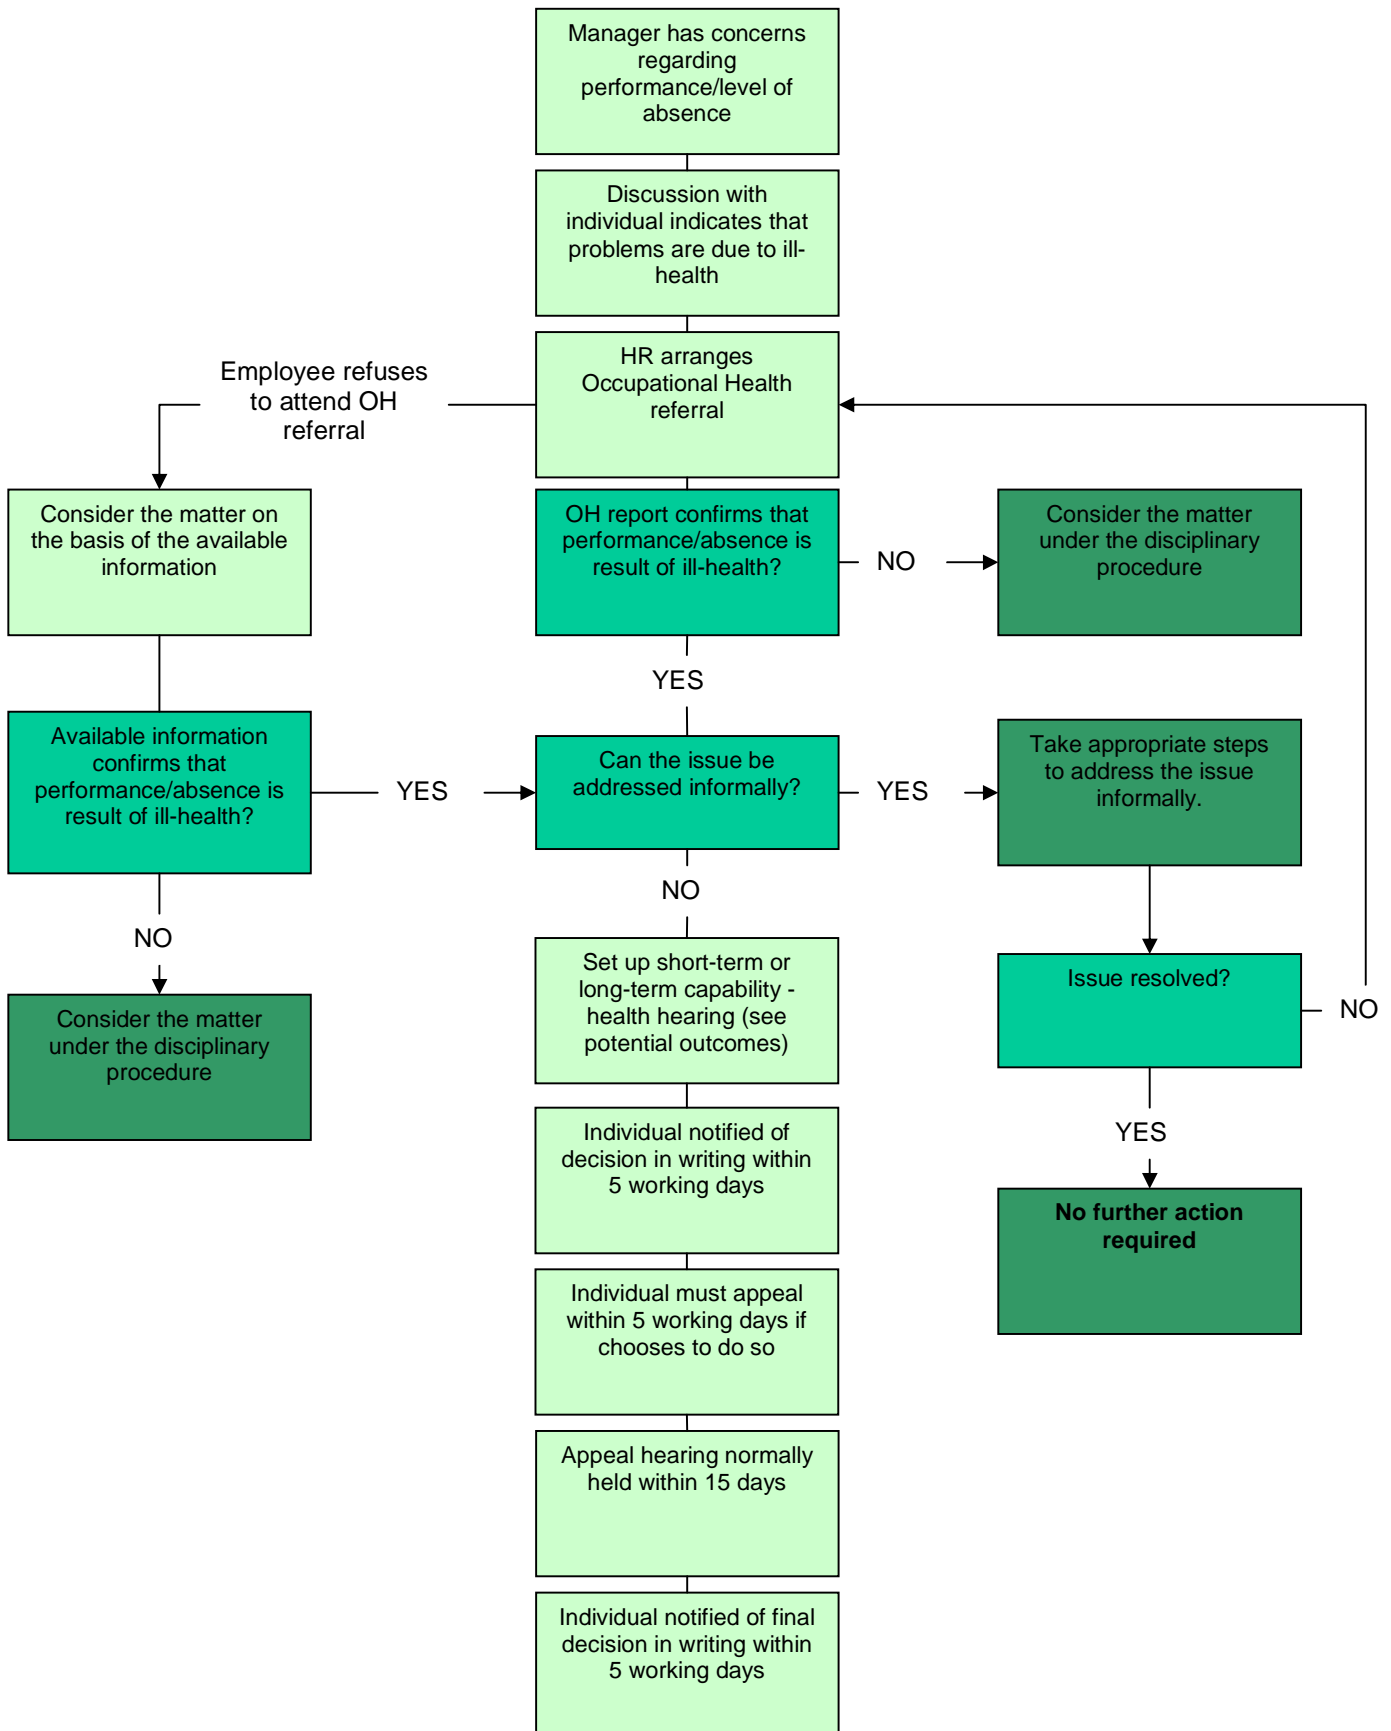 Manager has concerns
regarding
performance/level of
absence
Discussion with
individual indicates that
problems are due to ill-
health
HR arranges
Occupational Health
referral
Employee refuses
to attend OH
referral
Consider the matter on
the basis of the available
information
OH report confirms that
performance/absence is
result of ill-health?
NO
Consider the matter
under the disciplinary
procedure
YES
Available information
confirms that
performance/absence is
result of ill-health?
YES
Can the issue be
addressed informally?
YES
Take appropriate steps
to address the issue
informally.
NO
NO
Consider the matter
under the disciplinary
procedure
Set up short-term or
long-term capability -
health hearing (see
potential outcomes)
Issue resolved?
NO
Individual notified of
decision in writing within
5 working days
YES
No further action
required
Individual must appeal
within 5 working days if
chooses to do so
Appeal hearing normally
held within 15 days
Individual notified of final
decision in writing within
5 working days